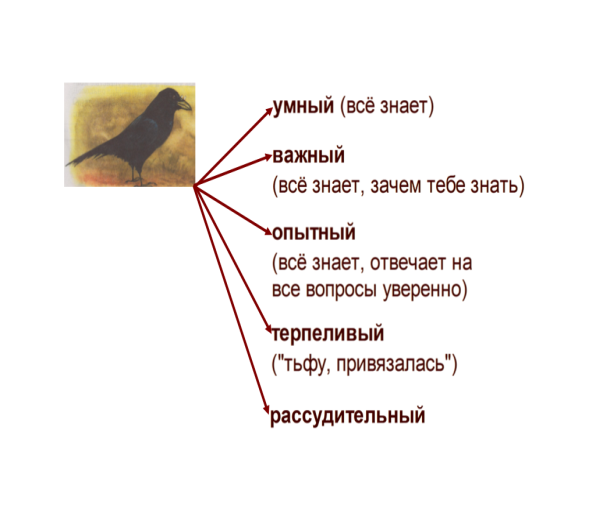 умный (всё знает)
важный
(всё знает, зачем тебе знать)
опытный
(всё знает, отвечает на
все вопросы уверенно)
терпеливый
("тьфу, привязалась")
рассудительный